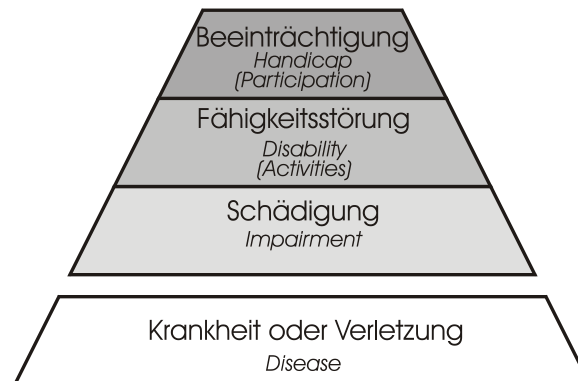 Beeinträchtigung
Handicap
(Participation)
Fähigkeitsstörung
Disability
(Activities)
Schädigung
Impairment
Krankheit oder Verletzung
Disease